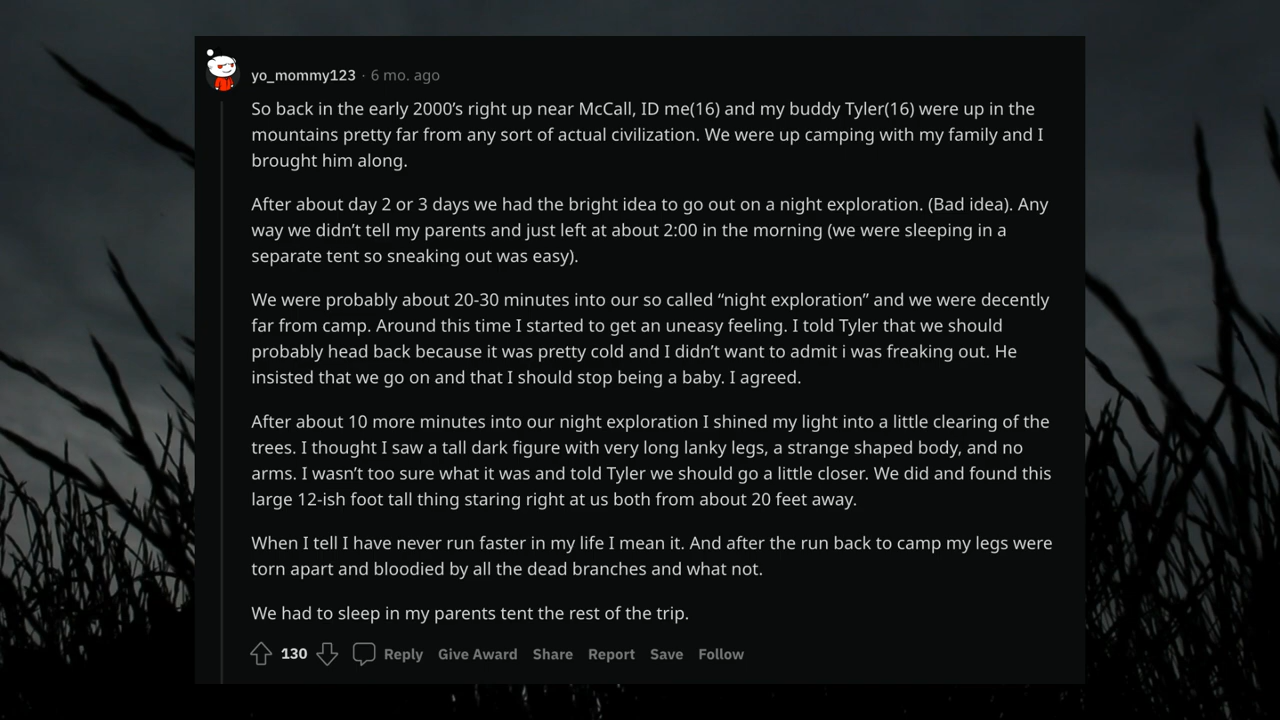 yo_mommy123 · 6 mo. ago
So back in the early 2000’s right up near McCall, ID me(16) and my buddy Tyler(16) were up in the
mountains pretty far from any sort of actual civilization. We were up camping with my family and I
brought him along.
After about day 2 or 3 days we had the bright idea to go out on a night exploration. (Bad idea). Any
way we didn’t tell my parents and just left at about 2:00 in the morning (we were sleeping in a
separate tent so sneaking out was easy).
We were probably about 20-30 minutes into our so called “night exploration” and we were decently
far from camp. Around this time I started to get an uneasy feeling. I told Tyler that we should
probably head back because it was pretty cold and I didn’t want to admit i was freaking out. He
insisted that we go on and that I should stop being a baby. I agreed.
After about 10 more minutes into our night exploration I shined my light into a little clearing of the
trees. I thought I saw a tall dark figure with very long lanky legs, a strange shaped body, and no
arms. I wasn’t too sure what it was and told Tyler we should go a little closer. We did and found this
large 12-ish foot tall thing staring right at us both from about 20 feet away.
When I tell I have never run faster in my life I mean it. And after the run back to camp my legs were
torn apart and bloodied by all the dead branches and what not.
We had to sleep in my parents tent the rest of the trip.
130 Reply Give Award Share Report Save Follow